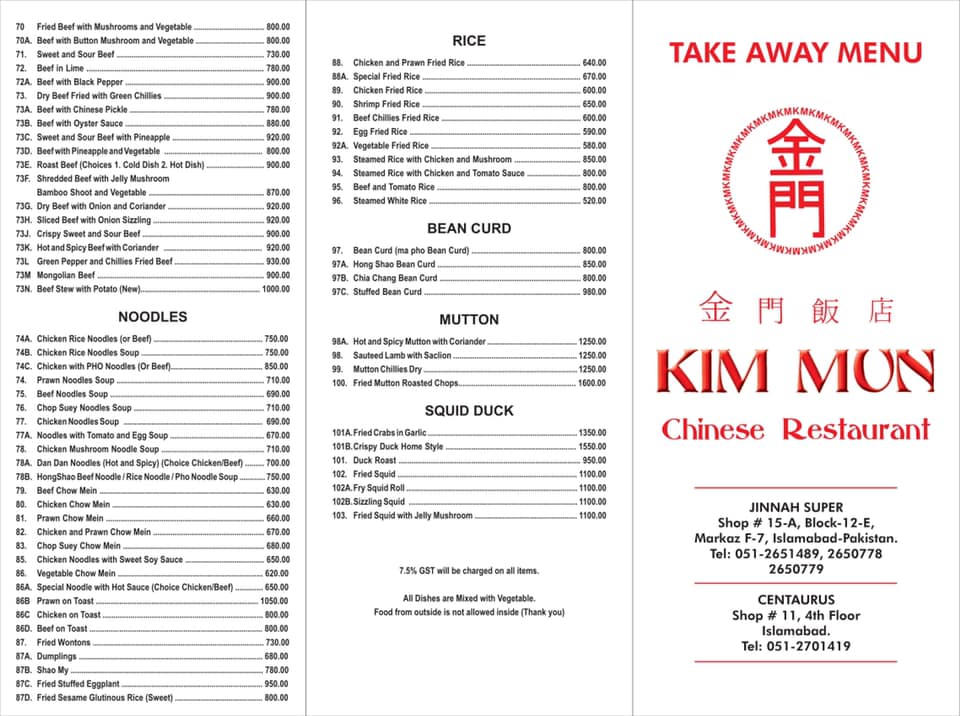 70 Fried Beef with Mushrooms and Vegetable 800.00
70A. Beef with Button Mushroom and Vegetable 800.00
71. Sweet and Sour Beef 730.00
72. Beef in Lime 780.00
72A. Beef with Black Pepper 900.00
73. Dry Beef Fried with Green Chillies 900.00
73A. Beef with Chinese Pickle 780.00
73B. Beef with Oyster Sauce 880.00
73C. Sweet and Sour Beef with Pineapple 920.00
73D. Beef with Pineapple and Vegetable 800.00
73E. Roast Beef (Choices 1. Cold Dish 2. Hot Dish) 900.00
73F. Shredded Beef with Jelly Mushroom
Bamboo Shoot and Vegetable 870.00
73G. Dry Beef with Onion and Coriander 920.00
73H. Sliced Beef with Onion Sizzling 920.00
73J. Crispy Sweet and Sour Beef 900.00
73K. Hot and Spicy Beef with Coriander 920.00
73L Green Pepper and Chillies Fried Beef 930.00
73M Mongolian Beef 900.00
73N. Beef Stew with Potato (New) 1000.00
NOODLES
74A. Chicken Rice Noodles (or Beef) 750.00
74B. Chicken Rice Noodles Soup 750.00
74C. Chicken with PHO Noodles (Or Beef) 850.00
74. Prawn Noodles Soup 710.00
75. Beef Noodles Soup 690.00
76. Chop Suey Noodles Soup 710.00
77. Chicken Noodles Soup 690.00
77A. Noodles with Tomato and Egg Soup 670.00
78. Chicken Mushroom Noodle Soup 710.00
78A. Dan Dan Noodles (Hot and Spicy) (Choice Chicken/Beef) 700.00
78B. HongShao Beef Noodle / Rice Noodle / Pho Noodle Soup 750.00
79. Beef Chow Mein 630.00
80. Chicken Chow Mein 630.00
81. Prawn Chow Mein 660.00
82. Chicken and Prawn Chow Mein 670.00
83. Chop Suey Chow Mein 680.00
85. Chicken Noodles with Sweet Soy Sauce 650.00
86. Vegetable Chow Mein 620.00
86A. Special Noodle with Hot Sauce (Choice Chicken/Beef) 650.00
86B Prawn on Toast 1050.00
86C Chicken on Toast 800.00
86D. Beef on Toast 800.00
87. Fried Wontons 730.00
87A. Dumplings 680.00
87B. Shao My 780.00
87C. Fried Stuffed Eggplant 950.00
87D. Fried Sesame Glutinous Rice (Sweet) 800.00
RICE
88. Chicken and Prawn Fried Rice 640.00
88A. Special Fried Rice 670.00
89. Chicken Fried Rice 600.00
90. Shrimp Fried Rice 650.00
91. Beef Chillies Fried Rice 600.00
92. Egg Fried Rice 590.00
92A. Vegetable Fried Rice 580.00
93. Steamed Rice with Chicken and Mushroom 850.00
94. Steamed Rice with Chicken and Tomato Sauce 800.00
95. Beef and Tomato Rice 800.00
96. Steamed White Rice 520.00
BEAN CURD
97. Bean Curd (ma pho Bean Curd) 800.00
97A. Hong Shao Bean Curd 850.00
97B. Chia Chang Bean Curd 800.00
97C. Stuffed Bean Curd 980.00
MUTTON
98A. Hot and Spicy Mutton with Coriander 1250.00
98. Sauteed Lamb with Saclion 1250.00
99. Mutton Chillies Dry 1250.00
100. Fried Mutton Roasted Chops 1600.00
SQUID DUCK
101A. Fried Crabs in Garlic 1350.00
101B. Crispy Duck Home Style 1550.00
101. Duck Roast 950.00
102. Fried Squid 1100.00
102A. Fry Squid Roll 1100.00
102B. Sizzling Squid 1100.00
103. Fried Squid with Jelly Mushroom 1100.00
7.5% GST will be charged on all items.
All Dishes are Mixed with Vegetable.
Food from outside is not allowed inside (Thank you)
TAKE AWAY MENU
MKMKMKMKMKMKMKMKMKMKMKMKMKMKMK
金門
金門飯店
KIM MUN
Chinese Restaurant
JINNAH SUPER
Shop # 15-A, Block-12-E,
Markaz F-7, Islamabad-Pakistan.
Tel: 051-2651489, 2650778
2650779
CENTAURUS
Shop # 11, 4th Floor
Islamabad.
Tel: 051-2701419